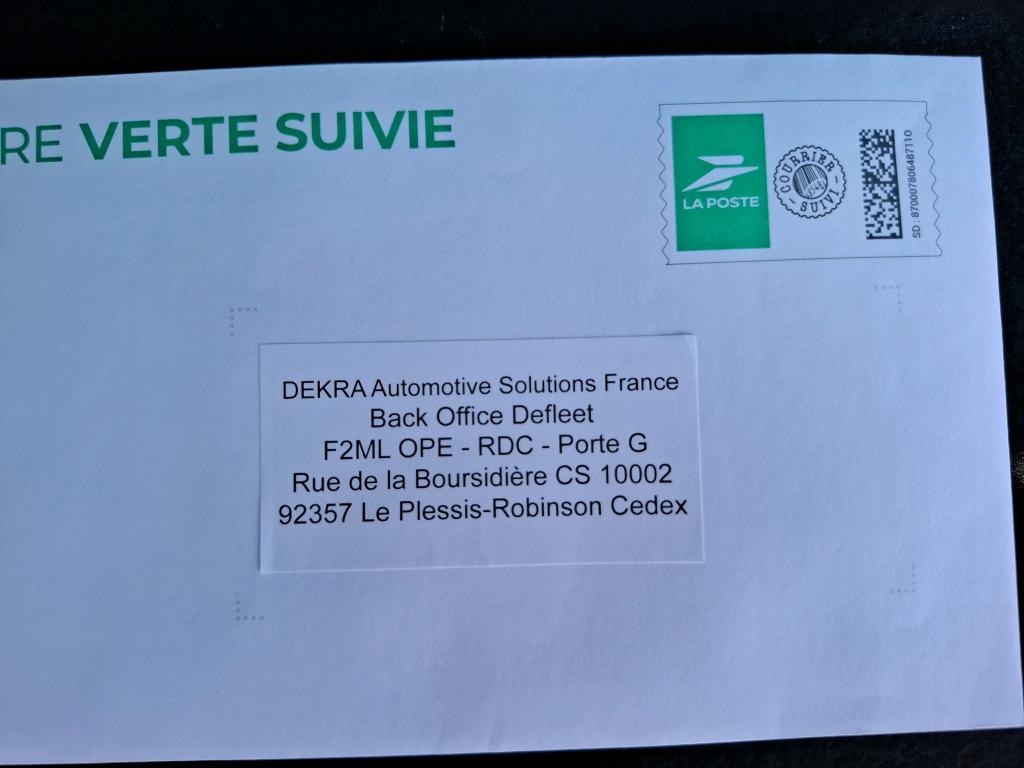 RE VERTE SUIVIE
LA POSTE
COURRIER
SUIVI
SD : 870007806487110
DEKRA Automotive Solutions France
Back Office Defleet
F2ML OPE - RDC - Porte G
Rue de la Boursidière CS 10002
92357 Le Plessis-Robinson Cedex